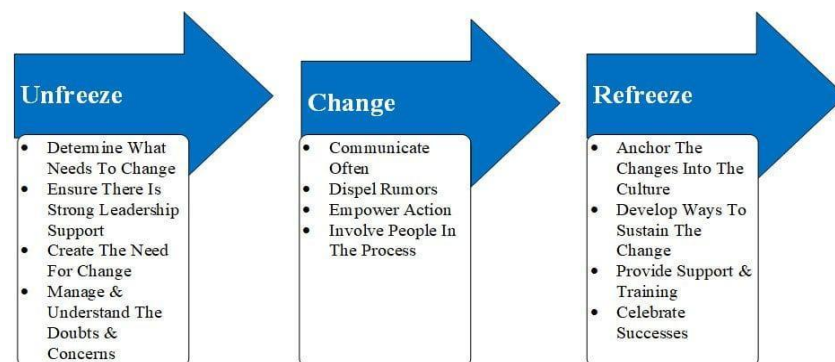 Unfreeze
• Determine What
Needs To Change
• Ensure There Is
Strong Leadership
Support
• Create The Need
For Change
• Manage &
Understand The
Doubts &
Concerns
Change
• Communicate
Often
• Dispel Rumors
• Empower Action
• Involve People In
The Process
Refreeze
• Anchor The
Changes Into The
Culture
• Develop Ways To
Sustain The
Change
• Provide Support &
Training
• Celebrate
Successes